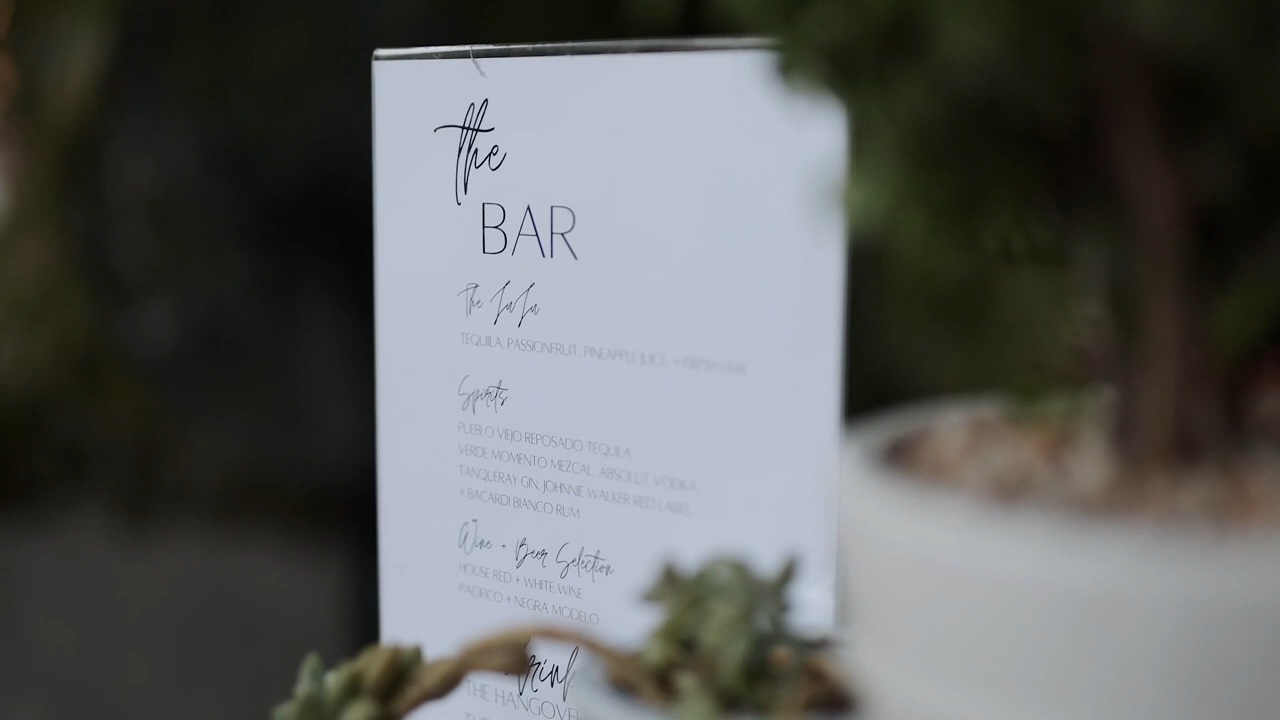 the
BAR
The JuJu
TEQUILA, PASSIONFRUIT, PINEAPPLE JUICE, + FRESH LIME
Spirits
PUEBLO VIEJO REPOSADO TEQUILA,
VERDE MOMENTO MEZCAL, ABSOLUT VODKA,
TANQUERAY GIN, JOHNNIE WALKER RED LABEL,
+ BACARDI BIANCO RUM
Wine + Beer Selection
HOUSE RED + WHITE WINE
PACIFICO + NEGRA MODELO
THE